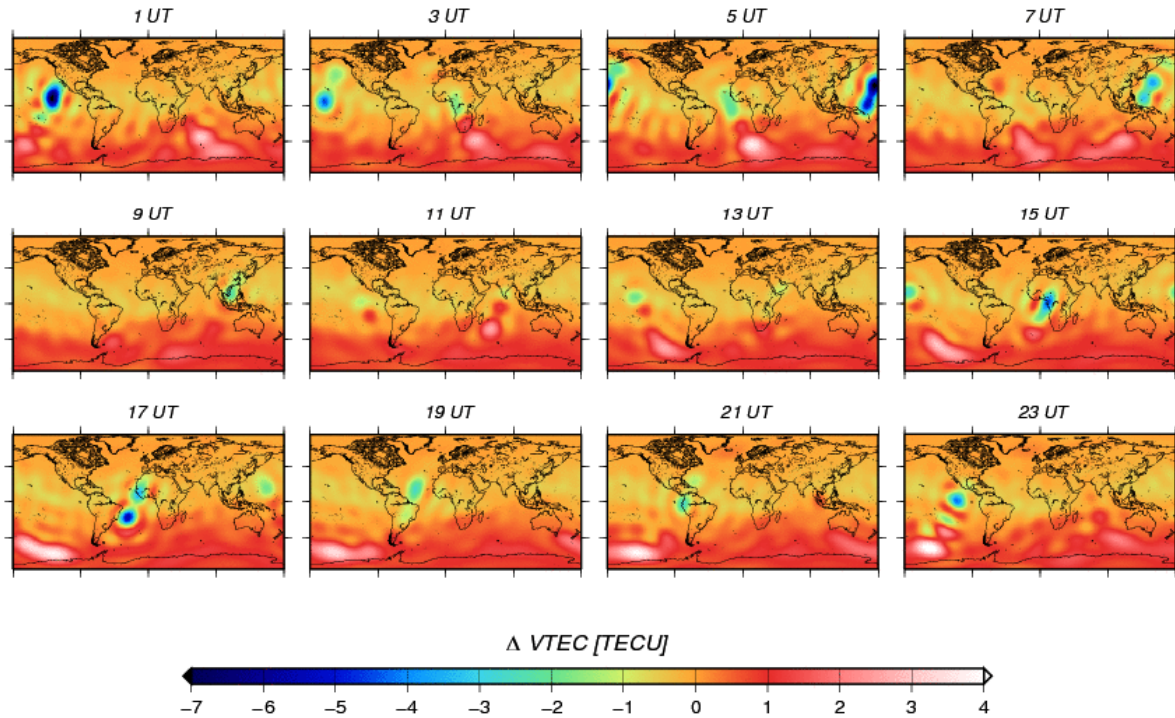 1 UT 3 UT 5 UT 7 UT
9 UT 11 UT 13 UT 15 UT
17 UT 19 UT 21 UT 23 UT
Δ VTEC [TECU]
−7 −6 −5 −4 −3 −2 −1 0 1 2 3 4